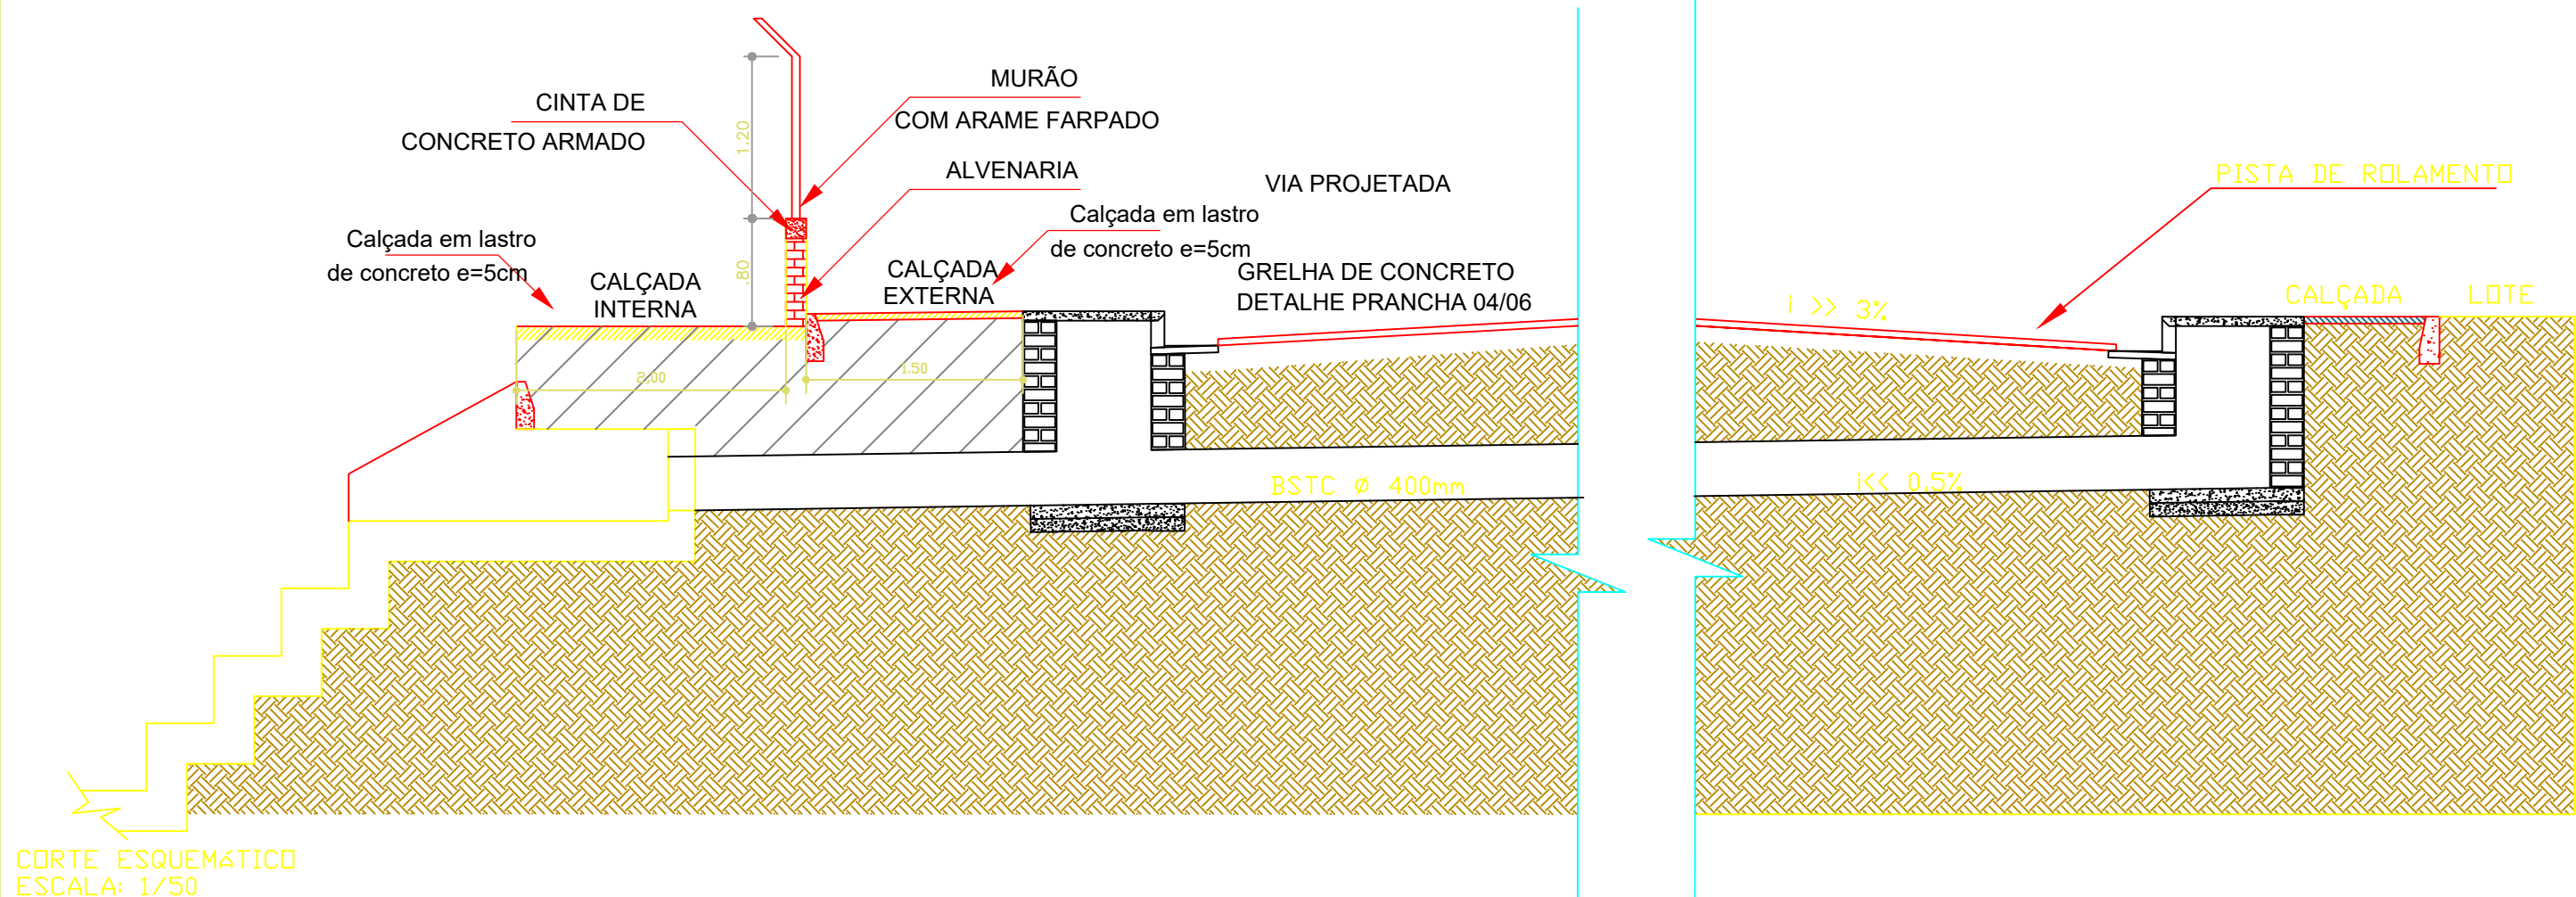 MURÃO
COM ARAME FARPADO
CINTA DE
CONCRETO ARMADO
1.20
ALVENARIA
VIA PROJETADA
PISTA DE ROLAMENTO
Calçada em lastro
de concreto e=5cm
Calçada em lastro
de concreto e=5cm
.80
CALÇADA
INTERNA
CALÇADA
EXTERNA
GRELHA DE CONCRETO
DETALHE PRANCHA 04/06
i >> 3%
CALÇADA
LOTE
2,00
1.50
BSTC Ø 400mm
i<< 0,5%
CORTE ESQUEMáTICO
ESCALA: 1/50